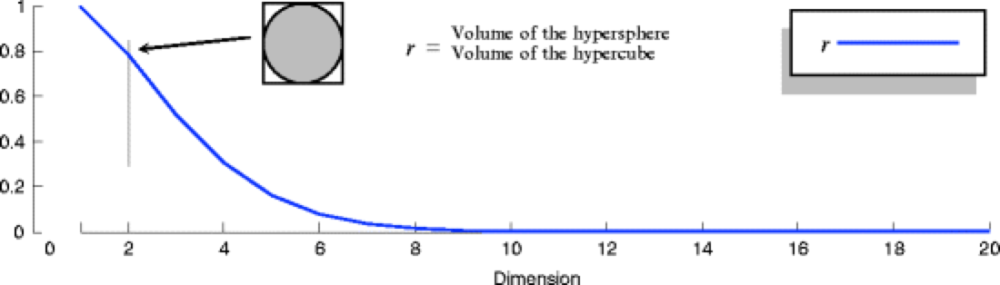 1
0.8
0.6
0.4
0.2
0
r = Volume of the hypersphere
Volume of the hypercube
r
0 2 4 6 8 10 12 14 16 18 20
Dimension